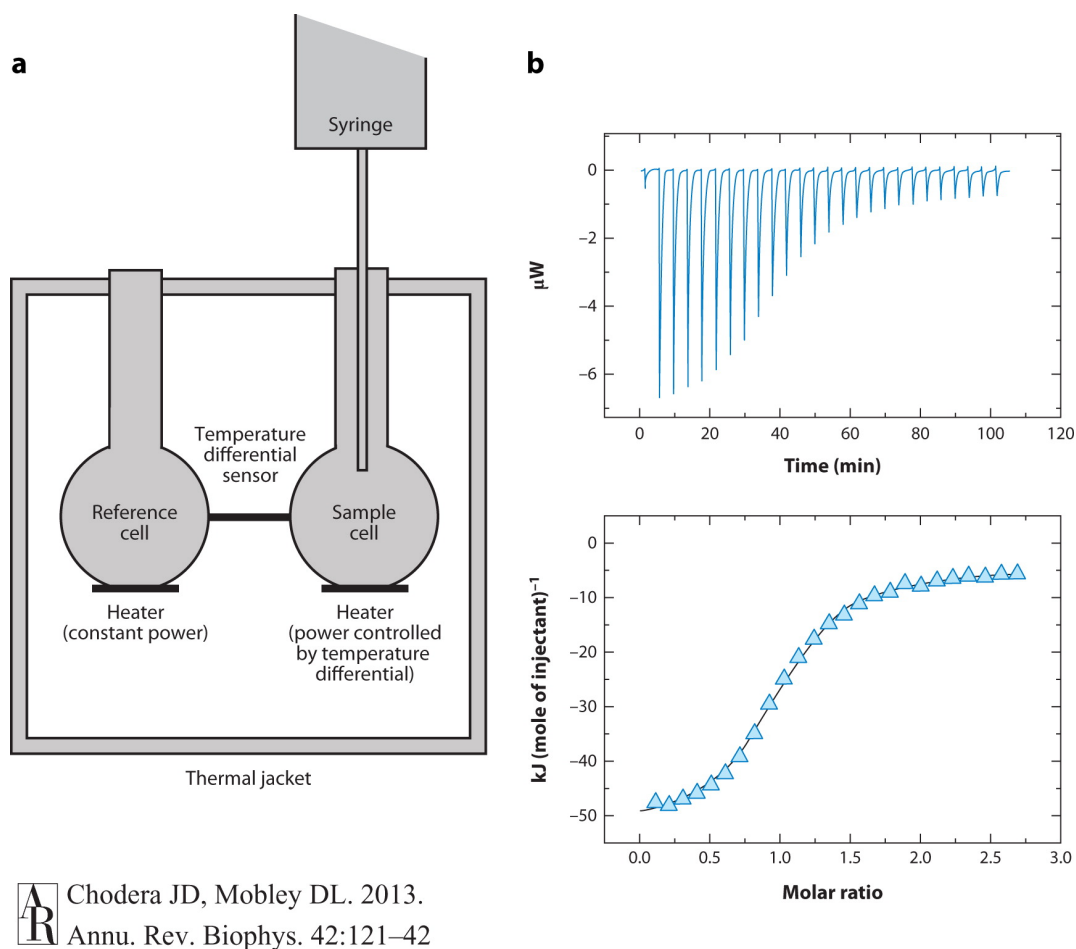 a
Syringe
Temperature
differential
sensor
Reference
cell
Sample
cell
Heater
(constant power)
Heater
(power controlled
by temperature
differential)
Thermal jacket
b
0
−2
−4
−6
μW
0 20 40 60 80 100 120
Time (min)
0
−10
−20
−30
−40
−50
kJ (mole of injectant)⁻¹
0.0 0.5 1.0 1.5 2.0 2.5 3.0
Molar ratio
AR
Chodera JD, Mobley DL. 2013.
Annu. Rev. Biophys. 42:121–42